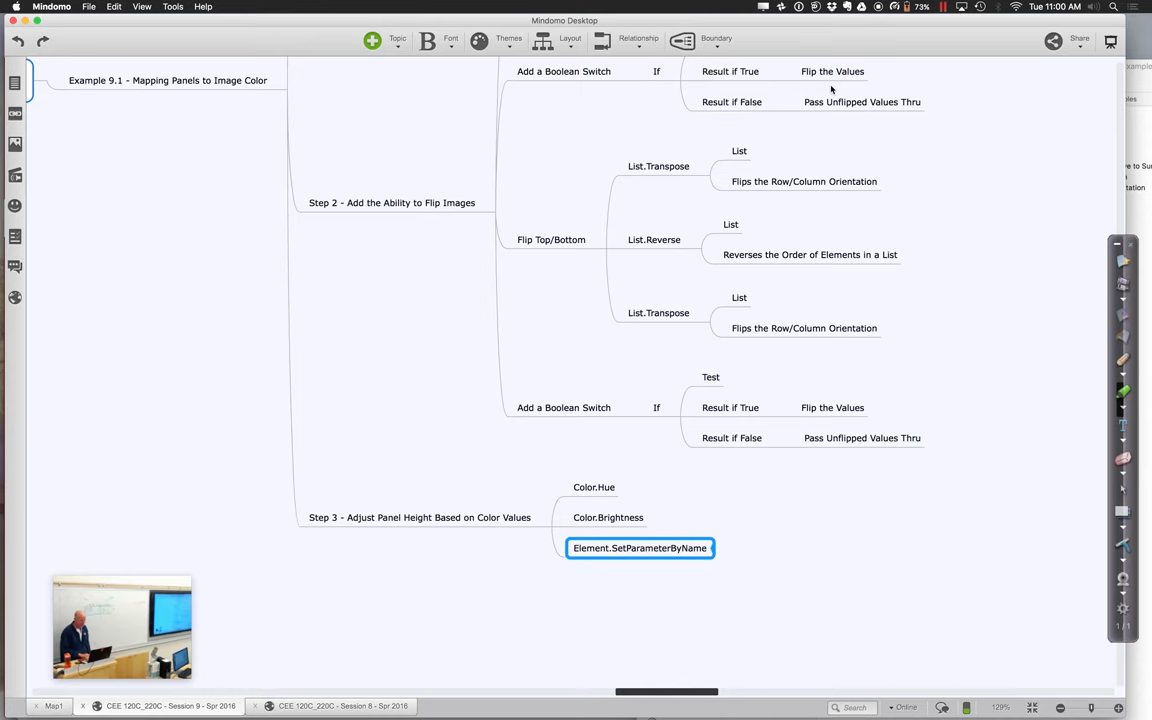 Mindomo File Edit View Tools Help 73% Tue 11:00 AM
Mindomo Desktop
Topic Font Themes Layout Relationship Boundary Share
Example 9.1 - Mapping Panels to Image Color
Add a Boolean Switch If Result if True Flip the Values
Result if False Pass Unflipped Values Thru
List
List.Transpose
Flips the Row/Column Orientation
Step 2 - Add the Ability to Flip Images
List
Flip Top/Bottom List.Reverse
Reverses the Order of Elements in a List
List
List.Transpose
Flips the Row/Column Orientation
Test
Add a Boolean Switch If Result if True Flip the Values
Result if False Pass Unflipped Values Thru
Color.Hue
Step 3 - Adjust Panel Height Based on Color Values Color.Brightness
Element.SetParameterByName
1/1
x Map1 x CEE 120C_220C - Session 9 - Spr 2016 x CEE 120C_220C - Session 8 - Spr 2016 Search Online 129%